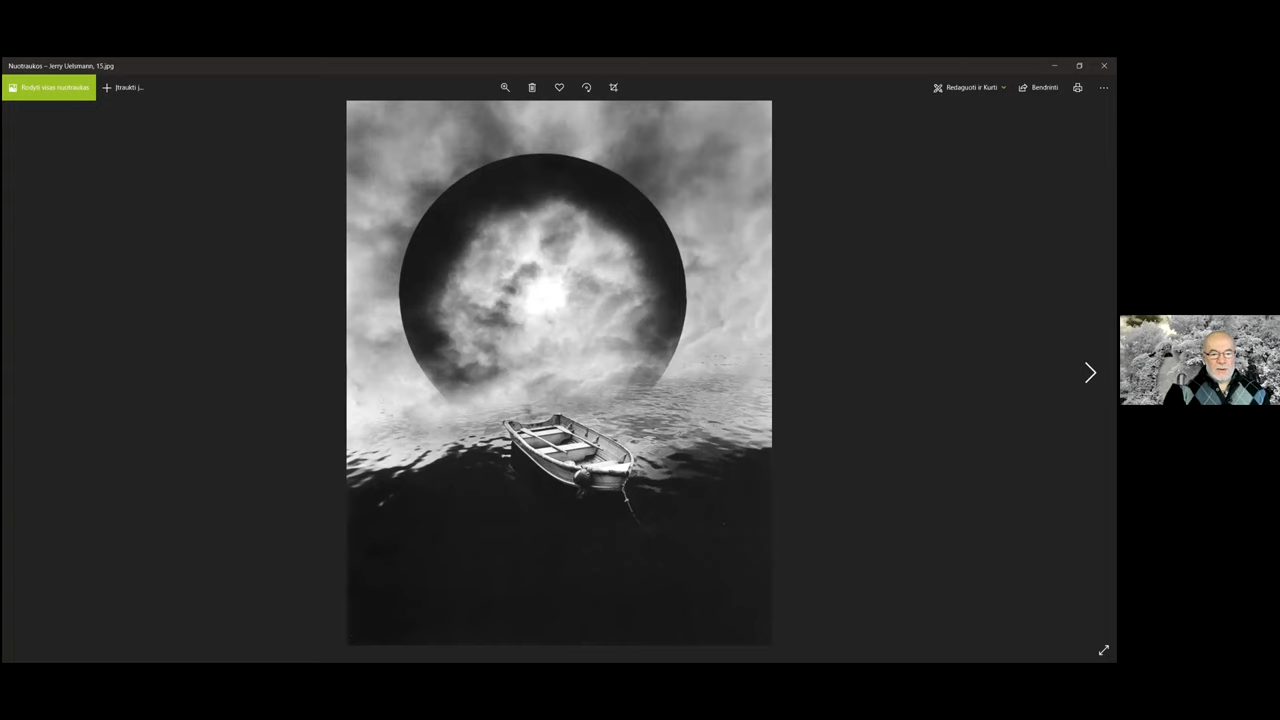 Nuotraukos – Jerry Uelsmann, 15.jpg
Rodyti visas nuotraukas
Įtraukti į...
Redaguoti ir Kurti
Bendrinti